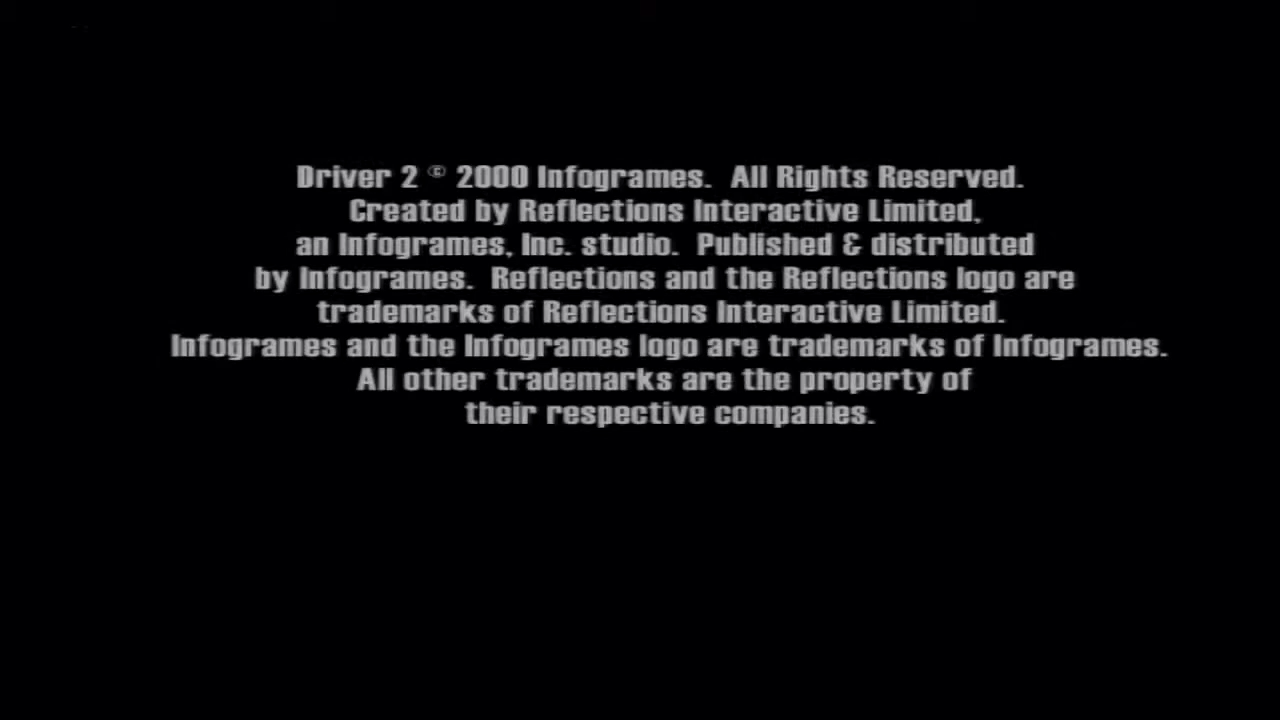 Driver 2 © 2000 Infogrames.  All Rights Reserved.
Created by Reflections Interactive Limited,
an Infogrames, Inc. studio.  Published & distributed
by Infogrames.  Reflections and the Reflections logo are
trademarks of Reflections Interactive Limited.
Infogrames and the Infogrames logo are trademarks of Infogrames.
All other trademarks are the property of
their respective companies.